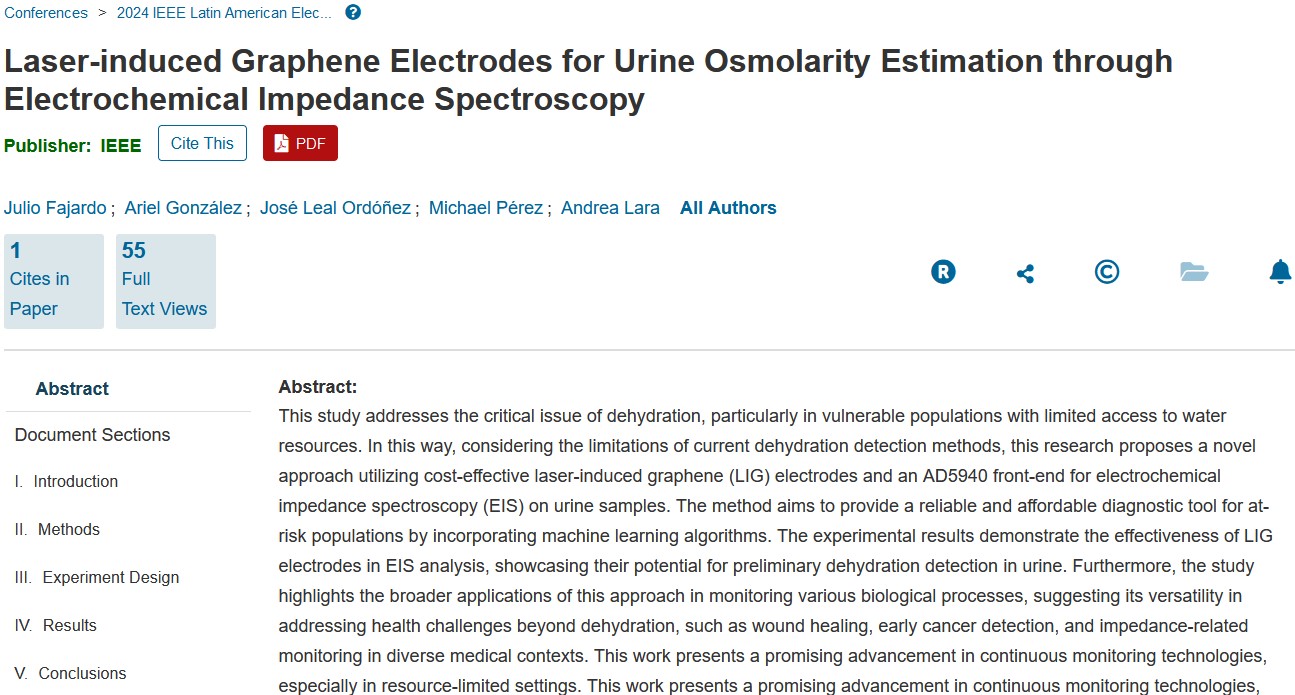 Conferences > 2024 IEEE Latin American Elec... ?
Laser-induced Graphene Electrodes for Urine Osmolarity Estimation through
Electrochemical Impedance Spectroscopy
Publisher: IEEE Cite This PDF
Julio Fajardo ; Ariel González ; José Leal Ordóñez ; Michael Pérez ; Andrea Lara All Authors
1
Cites in
Paper
55
Full
Text Views
R
©
Abstract
Document Sections
I. Introduction
II. Methods
III. Experiment Design
IV. Results
V. Conclusions
Abstract:
This study addresses the critical issue of dehydration, particularly in vulnerable populations with limited access to water
resources. In this way, considering the limitations of current dehydration detection methods, this research proposes a novel
approach utilizing cost-effective laser-induced graphene (LIG) electrodes and an AD5940 front-end for electrochemical
impedance spectroscopy (EIS) on urine samples. The method aims to provide a reliable and affordable diagnostic tool for at-
risk populations by incorporating machine learning algorithms. The experimental results demonstrate the effectiveness of LIG
electrodes in EIS analysis, showcasing their potential for preliminary dehydration detection in urine. Furthermore, the study
highlights the broader applications of this approach in monitoring various biological processes, suggesting its versatility in
addressing health challenges beyond dehydration, such as wound healing, early cancer detection, and impedance-related
monitoring in diverse medical contexts. This work presents a promising advancement in continuous monitoring technologies,
especially in resource-limited settings. This work presents a promising advancement in continuous monitoring technologies,